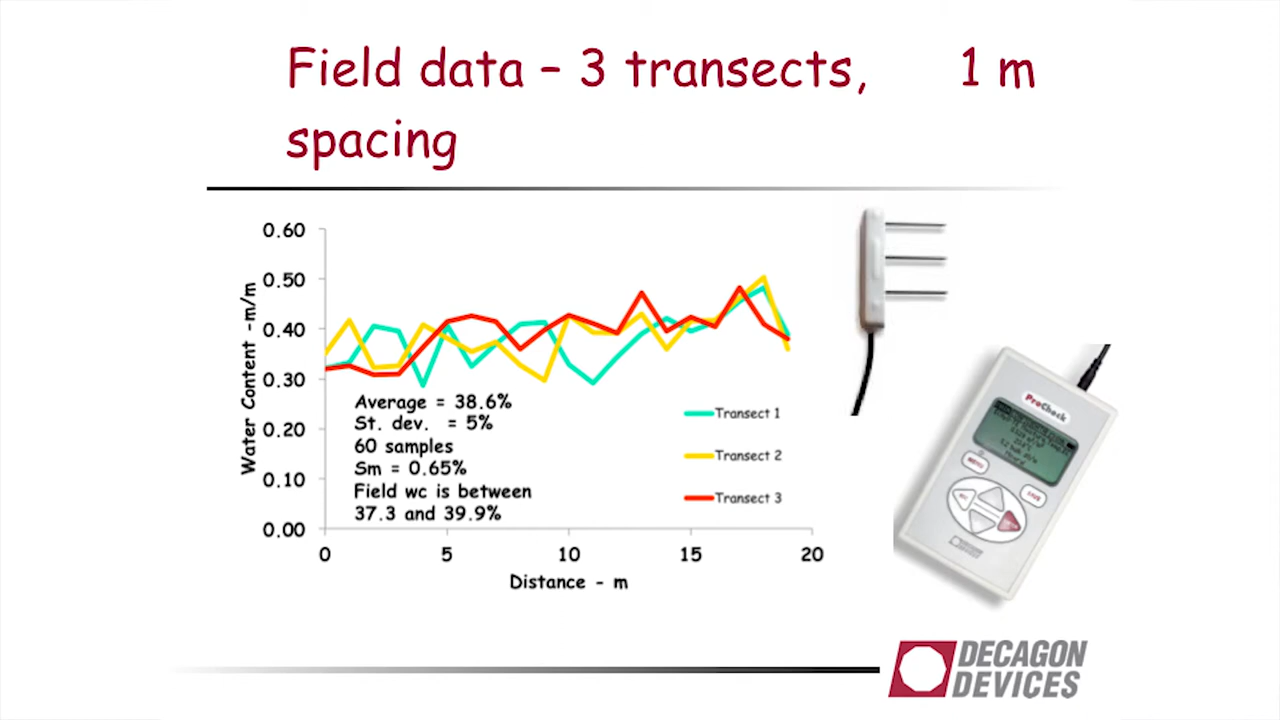 Field data – 3 transects, 1 m
spacing
0.60
0.50
0.40
0.30
0.20
0.10
0.00
Water Content -m/m
Average = 38.6%
St. dev. = 5%
60 samples
Sm = 0.65%
Field wc is between
37.3 and 39.9%
Transect 1
Transect 2
Transect 3
0 5 10 15 20
Distance - m
ProCheck
MENU
SAVE
DECAGON
DEVICES